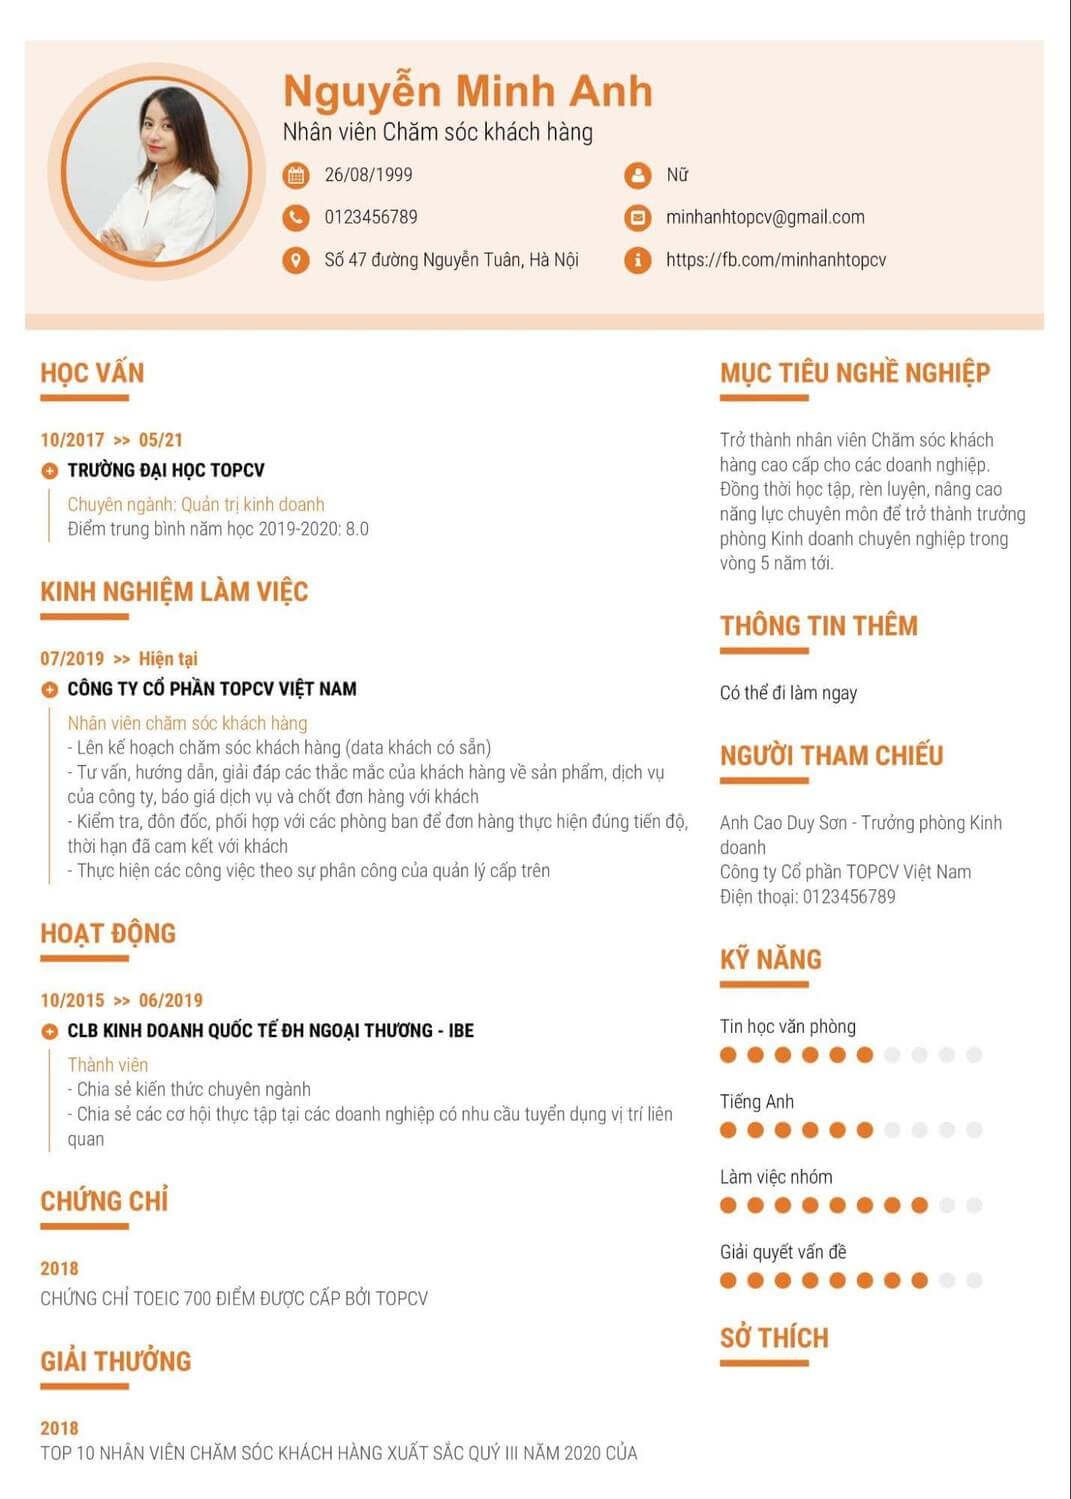 Nguyễn Minh Anh
Nhân viên Chăm sóc khách hàng
26/08/1999
Nữ
0123456789
minhanhtopcv@gmail.com
Số 47 đường Nguyễn Tuân, Hà Nội
https://fb.com/minhanhtopcv
HỌC VẤN
10/2017 >> 05/21
TRƯỜNG ĐẠI HỌC TOPCV
Chuyên ngành: Quản trị kinh doanh
Điểm trung bình năm học 2019-2020: 8.0
KINH NGHIỆM LÀM VIỆC
07/2019 >> Hiện tại
CÔNG TY CỔ PHẦN TOPCV VIỆT NAM
Nhân viên chăm sóc khách hàng
- Lên kế hoạch chăm sóc khách hàng (data khách có sẵn)
- Tư vấn, hướng dẫn, giải đáp các thắc mắc của khách hàng về sản phẩm, dịch vụ
của công ty, báo giá dịch vụ và chốt đơn hàng với khách
- Kiểm tra, đôn đốc, phối hợp với các phòng ban để đơn hàng thực hiện đúng tiến độ,
thời hạn đã cam kết với khách
- Thực hiện các công việc theo sự phân công của quản lý cấp trên
HOẠT ĐỘNG
10/2015 >> 06/2019
CLB KINH DOANH QUỐC TẾ ĐH NGOẠI THƯƠNG - IBE
Thành viên
- Chia sẻ kiến thức chuyên ngành
- Chia sẻ các cơ hội thực tập tại các doanh nghiệp có nhu cầu tuyển dụng vị trí liên
quan
CHỨNG CHỈ
2018
CHỨNG CHỈ TOEIC 700 ĐIỂM ĐƯỢC CẤP BỞI TOPCV
GIẢI THƯỞNG
2018
TOP 10 NHÂN VIÊN CHĂM SÓC KHÁCH HÀNG XUẤT SẮC QUÝ III NĂM 2020 CỦA
MỤC TIÊU NGHỀ NGHIỆP
Trở thành nhân viên Chăm sóc khách
hàng cao cấp cho các doanh nghiệp.
Đồng thời học tập, rèn luyện, nâng cao
năng lực chuyên môn để trở thành trưởng
phòng Kinh doanh chuyên nghiệp trong
vòng 5 năm tới.
THÔNG TIN THÊM
Có thể đi làm ngay
NGƯỜI THAM CHIẾU
Anh Cao Duy Sơn - Trưởng phòng Kinh
doanh
Công ty Cổ phần TOPCV Việt Nam
Điện thoại: 0123456789
KỸ NĂNG
Tin học văn phòng
Tiếng Anh
Làm việc nhóm
Giải quyết vấn đề
SỞ THÍCH